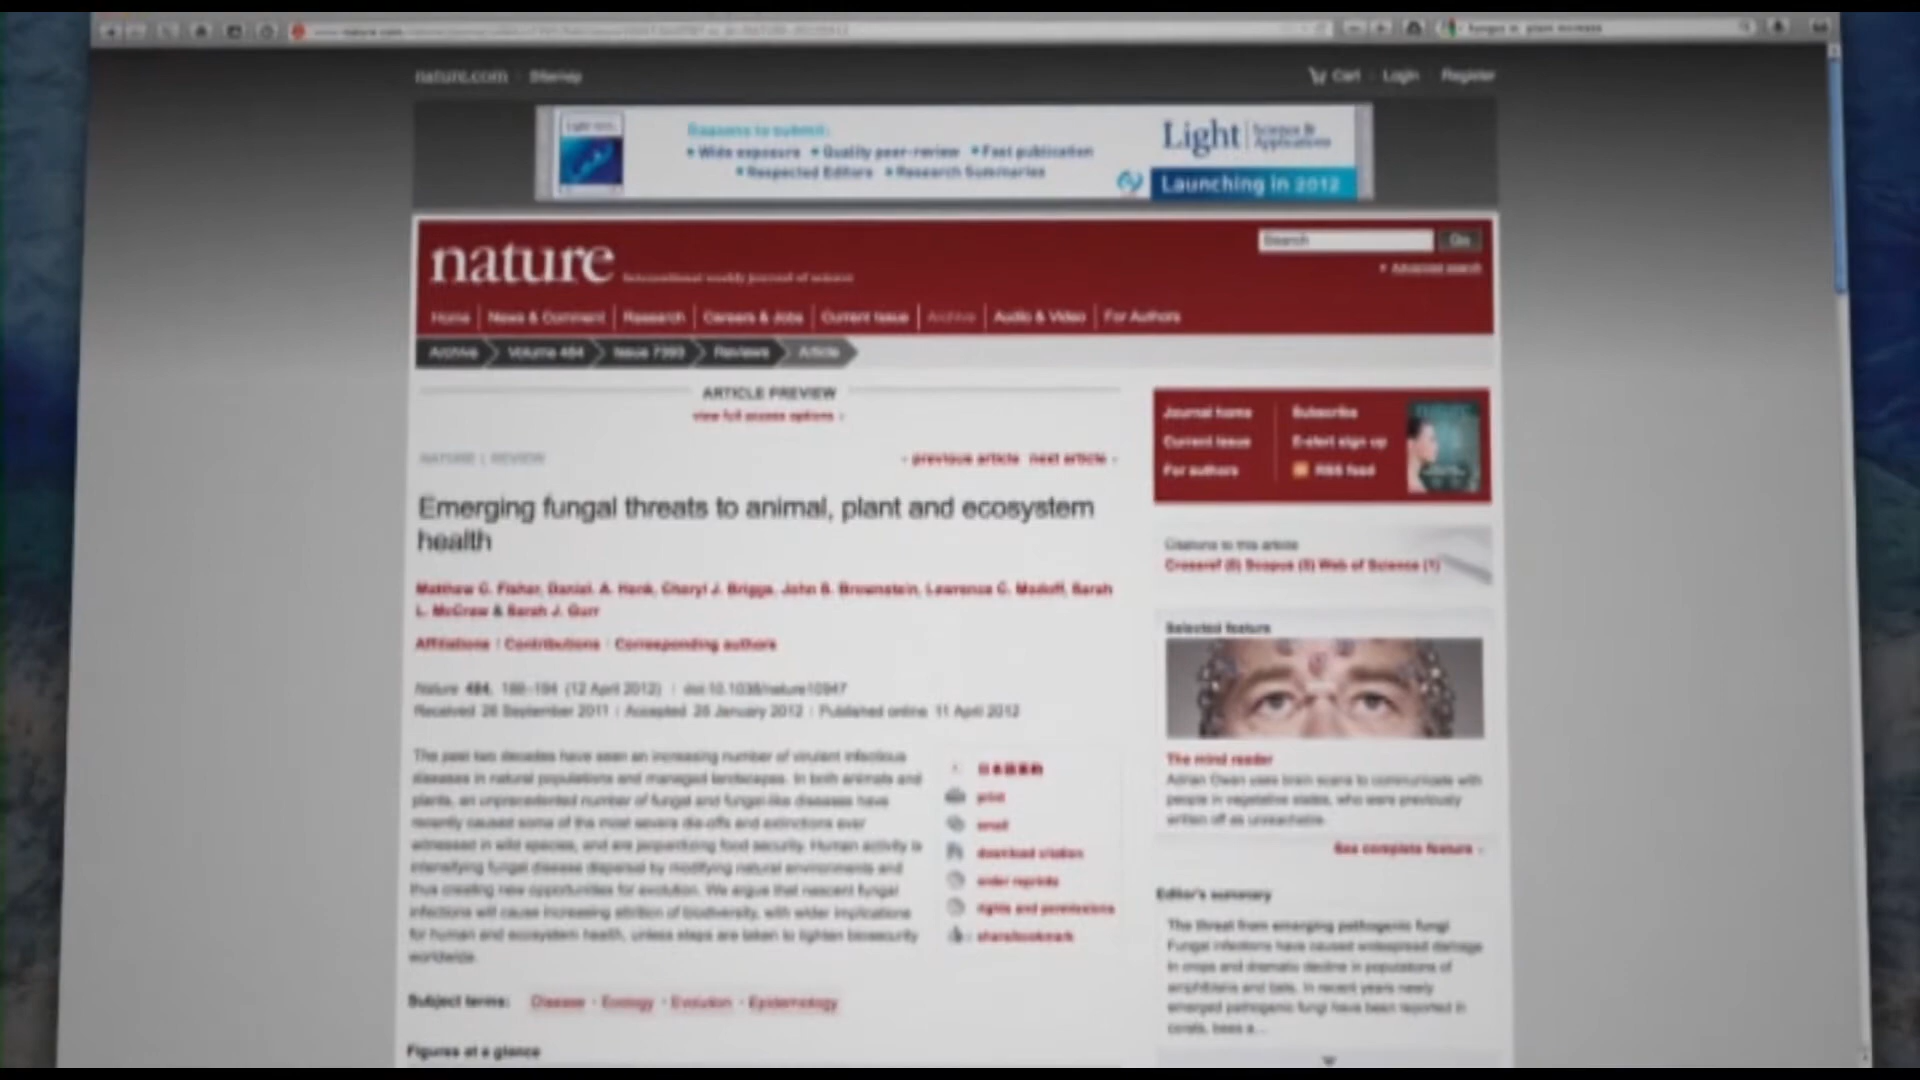 fungus in plant increase
nature.com Sitemap
Cart Login Register
Reasons to submit:
• Wide exposure • Quality peer-review • Fast publication
• Respected Editors • Research Summaries
Light Science & Applications
Launching in 2012
nature International weekly journal of science
Search Go
Advanced search
Home News & Comment Research Careers & Jobs Current Issue Archive Audio & Video For Authors
Archive Volume 484 Issue 7393 Reviews Article
ARTICLE PREVIEW
view full access options
NATURE | REVIEW
previous article next article
Emerging fungal threats to animal, plant and ecosystem
health
Matthew C. Fisher, Daniel. A. Henk, Cheryl J. Briggs, John S. Brownstein, Lawrence C. Madoff, Sarah
L. McCraw & Sarah J. Gurr
Affiliations | Contributions | Corresponding authors
Nature 484, 186–194 (12 April 2012) | doi:10.1038/nature10947
Received 26 September 2011 | Accepted 26 January 2012 | Published online 11 April 2012
The past two decades have seen an increasing number of virulent infectious
diseases in natural populations and managed landscapes. In both animals and
plants, an unprecedented number of fungal and fungal-like diseases have
recently caused some of the most severe die-offs and extinctions ever
witnessed in wild species, and are jeopardizing food security. Human activity is
intensifying fungal disease dispersal by modifying natural environments and
thus creating new opportunities for evolution. We argue that nascent fungal
infections will cause increasing attrition of biodiversity, with wider implications
for human and ecosystem health, unless steps are taken to tighten biosecurity
worldwide.
日本語要約
print
email
download citation
order reprints
rights and permissions
share/bookmark
Subject terms: Disease · Ecology · Evolution · Epidemiology
Figures at a glance
Journal home Subscribe
Current issue E-alert sign up
For authors RSS feed
Citations to this article
Crossref (5) Scopus (5) Web of Science (1)
Selected feature
The mind reader
Adrian Owen uses brain scans to communicate with
people in vegetative states, who were previously
written off as unreachable.
See complete feature
Editor's summary
The threat from emerging pathogenic fungi
Fungal infections have caused widespread damage
in crops and dramatic decline in populations of
amphibians and bats. In recent years newly
emerged pathogenic fungi have been reported in
corals, bees a...